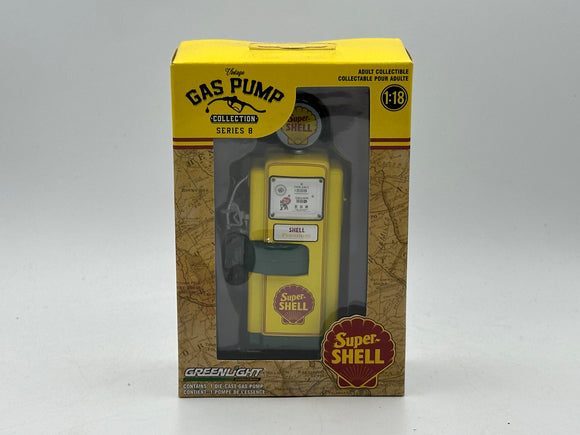 Vintage
GAS PUMP
COLLECTION
SERIES 8
ADULT COLLECTIBLE
COLLECTABLE POUR ADULTE
1:18
Super-
SHELL
SHELL
Super-
SHELL
Super-
SHELL
GREENLIGHT
CONTAINS: 1 DIE-CAST GAS PUMP
CONTIENT: 1 POMPE DE L'ESSENCE